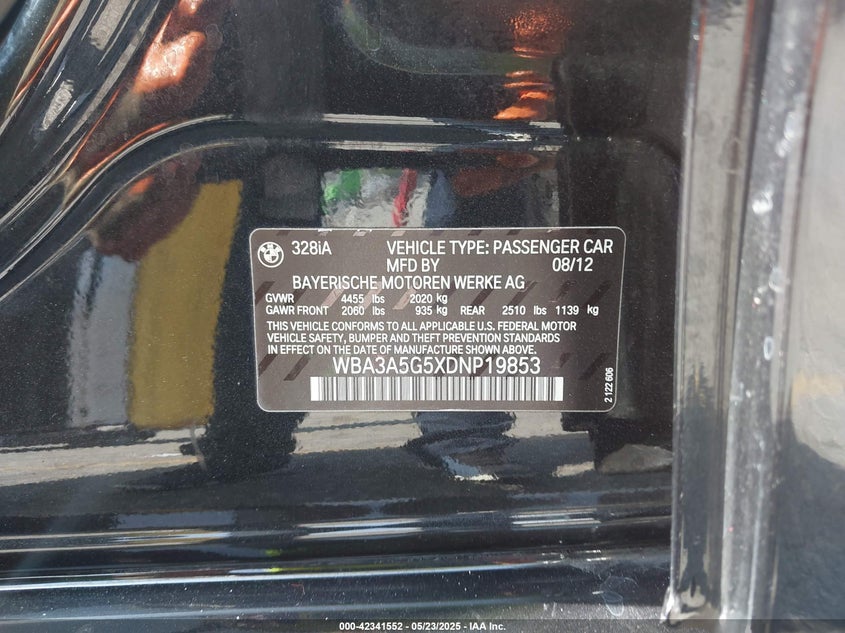 328iA VEHICLE TYPE: PASSENGER CAR
MFD BY 08/12
BAYERISCHE MOTOREN WERKE AG
GVWR 4455 lbs 2020 kg
GAWR FRONT 2060 lbs 935 kg REAR 2510 lbs 1139 kg
THIS VEHICLE CONFORMS TO ALL APPLICABLE U.S. FEDERAL MOTOR
VEHICLE SAFETY, BUMPER AND THEFT PREVENTION STANDARDS
IN EFFECT ON THE DATE OF MANUFACTURE SHOWN ABOVE.
WBA3A5G5XDNP19853
2 122 606
000-42341552 - 05/23/2025 - IAA Inc.